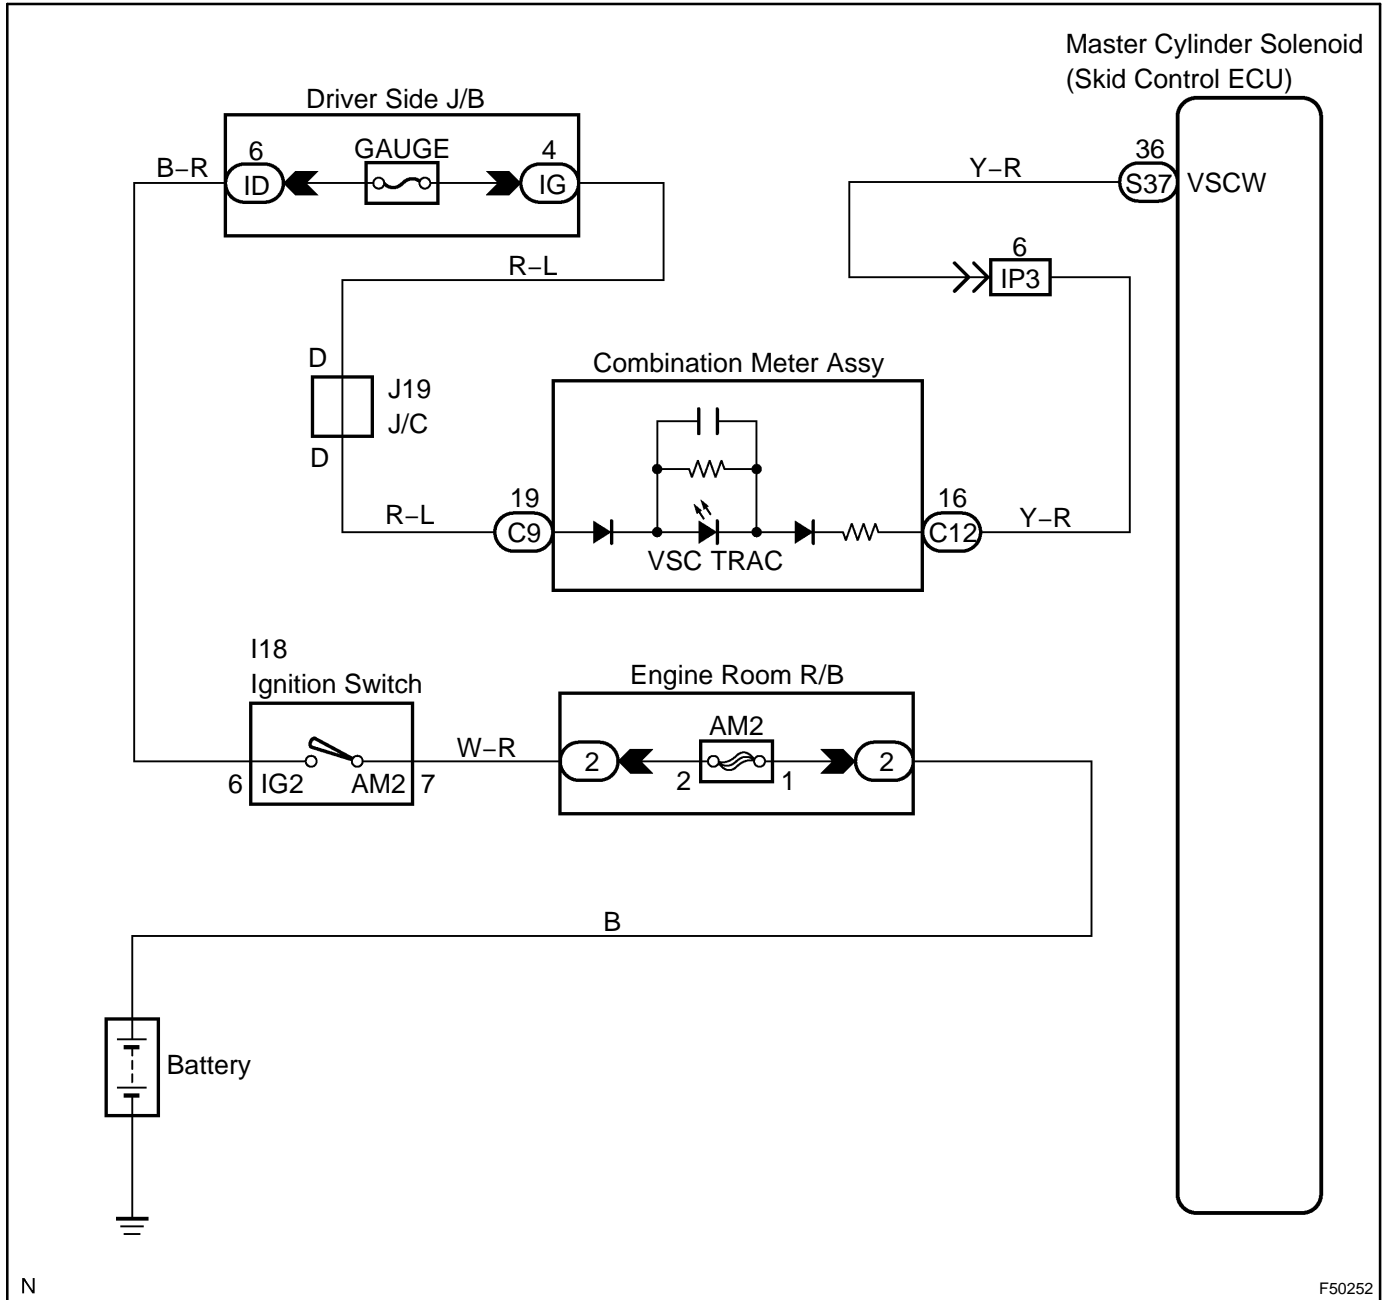 Master Cylinder Solenoid
(Skid Control ECU)
Driver Side J/B
B–R
6
ID
GAUGE
4
IG
Y–R
36
S37
VSCW
R–L
6
IP3
D
J19
J/C
D
Combination Meter Assy
R–L
19
C9
VSC TRAC
16
C12
Y–R
I18
Ignition Switch
6
IG2
AM2
7
W–R
Engine Room R/B
2
AM2
2
1
2
B
Battery
N
F50252